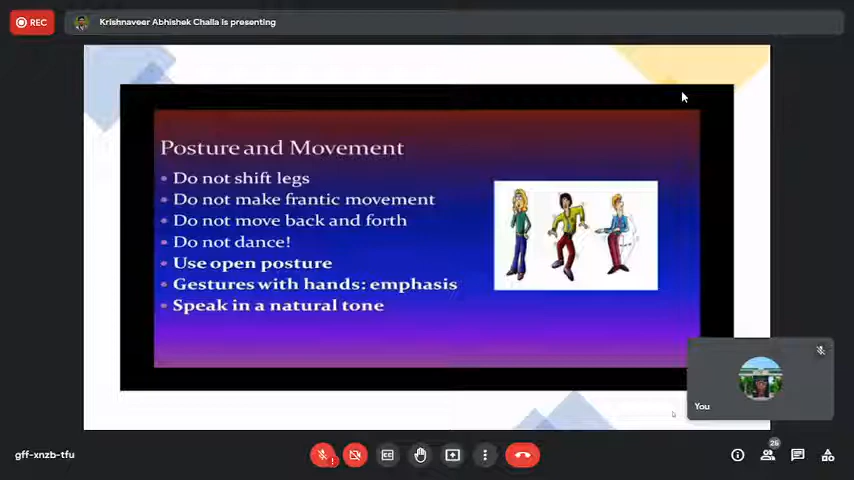 REC
Krishnaveer Abhishek Challa is presenting
Posture and Movement
Do not shift legs
Do not make frantic movement
Do not move back and forth
Do not dance!
Use open posture
Gestures with hands: emphasis
Speak in a natural tone
You
gff-xnzb-tfu
26